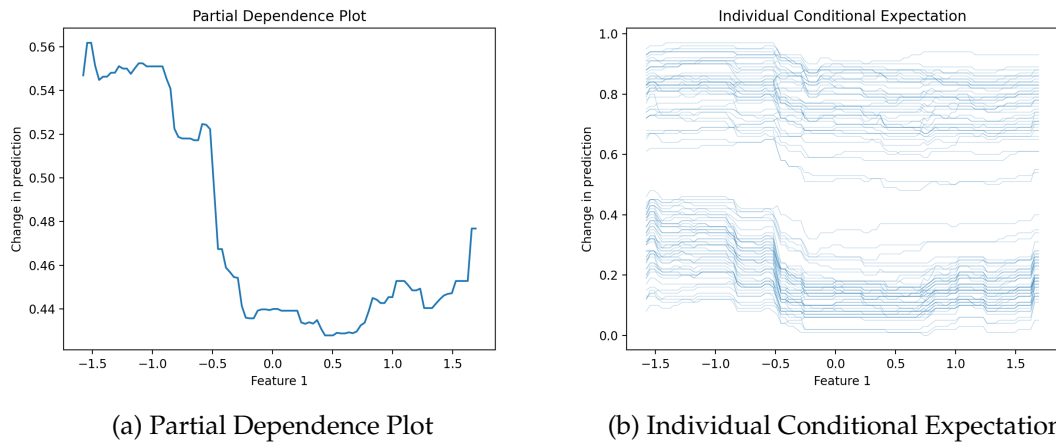 Partial Dependence Plot
0.56
0.54
0.52
0.50
0.48
0.46
0.44
Change in prediction
−1.5 −1.0 −0.5 0.0 0.5 1.0 1.5
Feature 1
(a) Partial Dependence Plot
Individual Conditional Expectation
1.0
0.8
0.6
0.4
0.2
0.0
Change in prediction
−1.5 −1.0 −0.5 0.0 0.5 1.0 1.5
Feature 1
(b) Individual Conditional Expectation